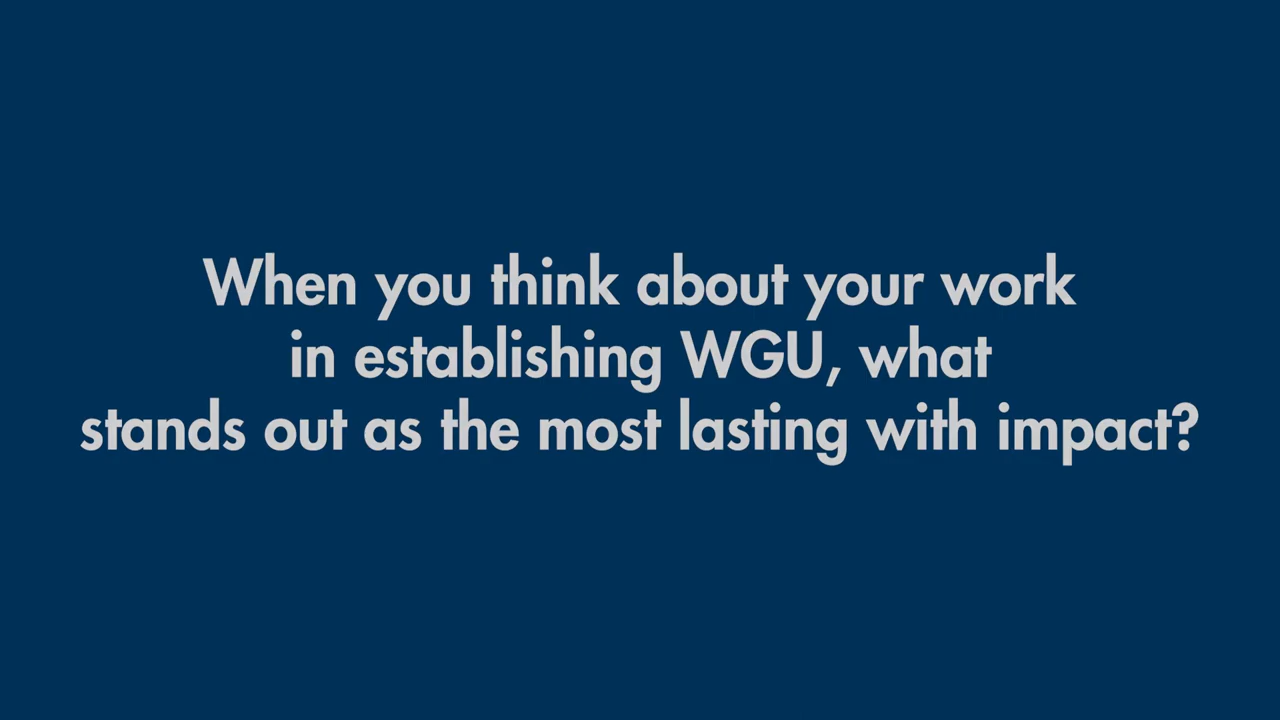 When you think about your work
in establishing WGU, what
stands out as the most lasting with impact?